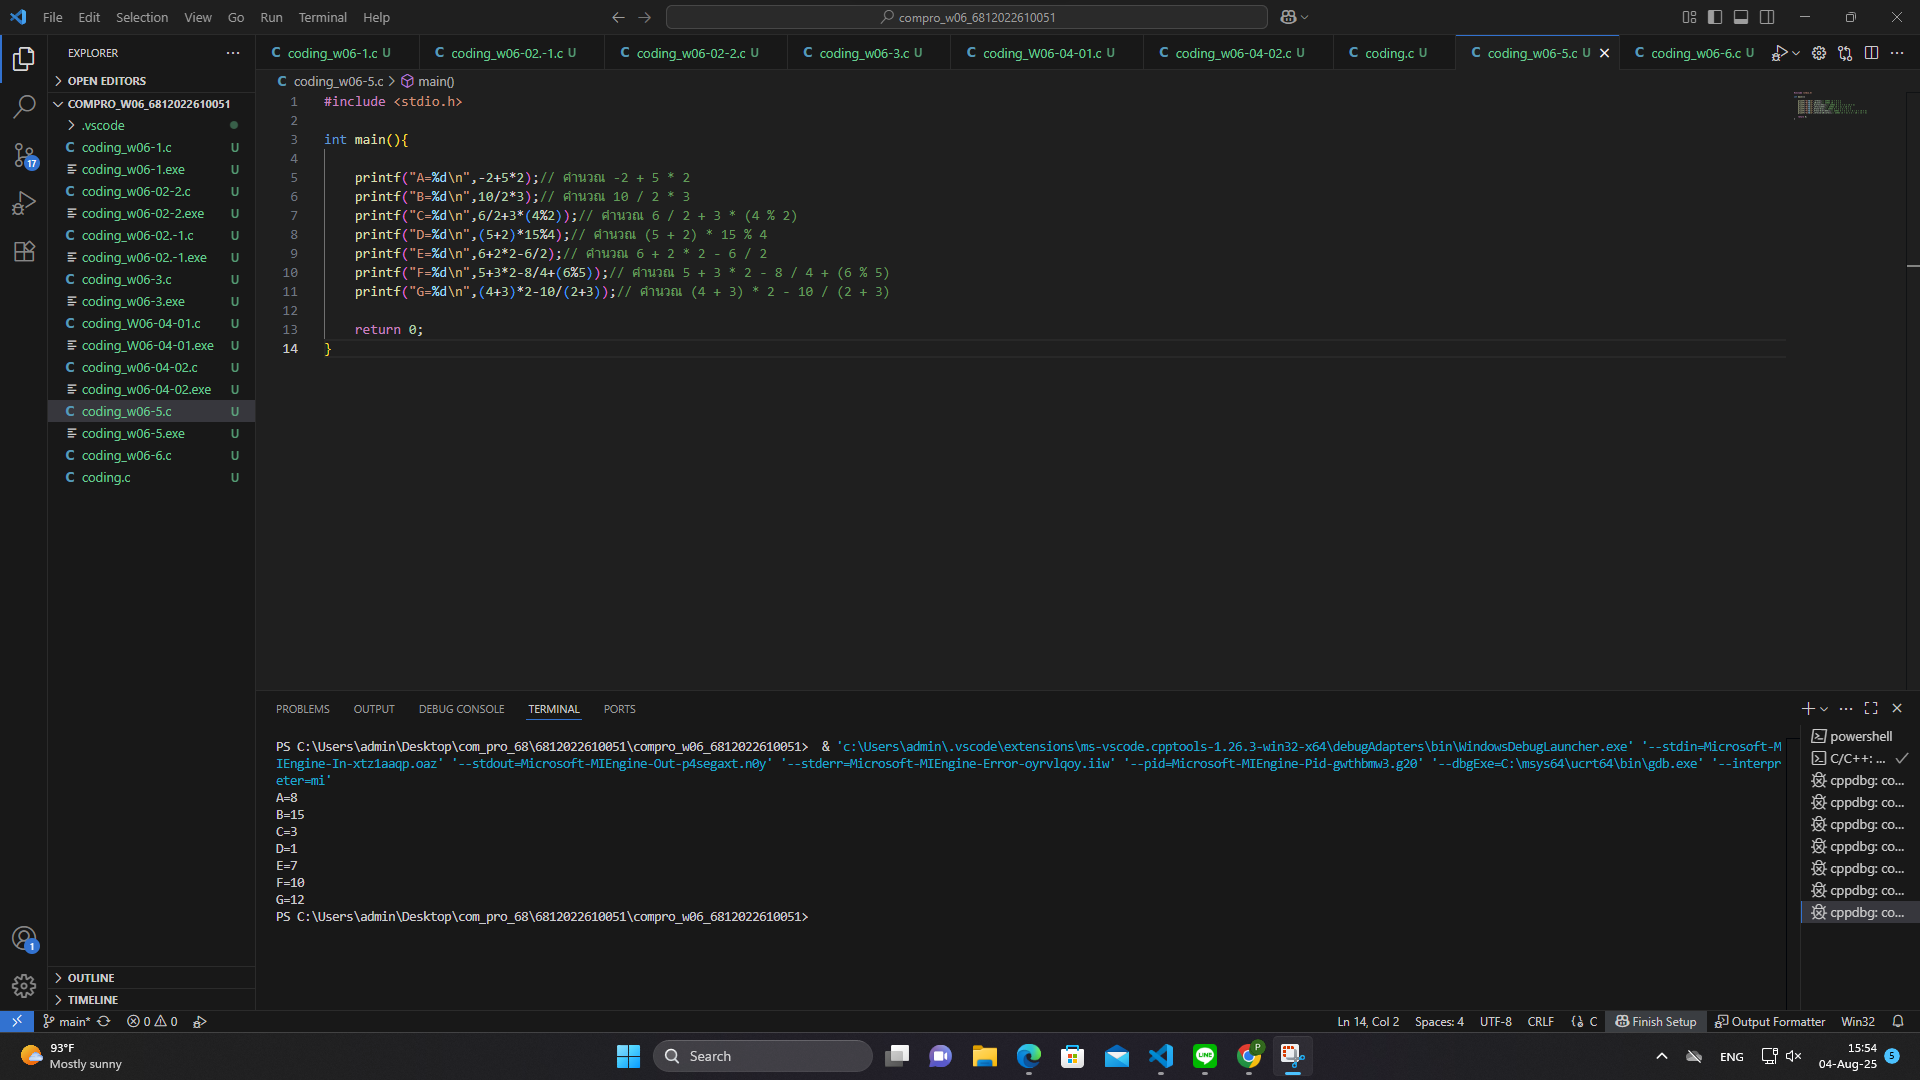 File Edit Selection View Go Run Terminal Help
compro_w06_6812022610051
EXPLORER
OPEN EDITORS
COMPRO_W06_6812022610051
.vscode
coding_w06-1.c U
coding_w06-1.exe U
coding_w06-02-2.c U
coding_w06-02-2.exe U
coding_w06-02.-1.c U
coding_w06-02.-1.exe U
coding_w06-3.c U
coding_w06-3.exe U
coding_W06-04-01.c U
coding_W06-04-01.exe U
coding_w06-04-02.c U
coding_w06-04-02.exe U
coding_w06-5.c U
coding_w06-5.exe U
coding_w06-6.c U
coding.c U
OUTLINE
TIMELINE
17
1
C coding_w06-1.c U C coding_w06-02.-1.c U C coding_w06-02-2.c U C coding_w06-3.c U C coding_W06-04-01.c U C coding_w06-04-02.c U C coding.c U C coding_w06-5.c U C coding_w06-6.c U
C coding_w06-5.c > main()
1 #include <stdio.h>
2
3 int main(){
4
5 printf("A=%d\n",-2+5*2);// คำนวณ -2 + 5 * 2
6 printf("B=%d\n",10/2*3);// คำนวณ 10 / 2 * 3
7 printf("C=%d\n",6/2+3*(4%2));// คำนวณ 6 / 2 + 3 * (4 % 2)
8 printf("D=%d\n",(5+2)*15%4);// คำนวณ (5 + 2) * 15 % 4
9 printf("E=%d\n",6+2*2-6/2);// คำนวณ 6 + 2 * 2 - 6 / 2
10 printf("F=%d\n",5+3*2-8/4+(6%5));// คำนวณ 5 + 3 * 2 - 8 / 4 + (6 % 5)
11 printf("G=%d\n",(4+3)*2-10/(2+3));// คำนวณ (4 + 3) * 2 - 10 / (2 + 3)
12
13 return 0;
14 }
PROBLEMS OUTPUT DEBUG CONSOLE TERMINAL PORTS
PS C:\Users\admin\Desktop\com_pro_68\6812022610051\compro_w06_6812022610051> & 'c:\Users\admin\.vscode\extensions\ms-vscode.cpptools-1.26.3-win32-x64\debugAdapters\bin\WindowsDebugLauncher.exe' '--stdin=Microsoft-M
IEngine-In-xtz1aaqp.oaz' '--stdout=Microsoft-MIEngine-Out-p4segaxt.n0y' '--stderr=Microsoft-MIEngine-Error-oyrvlqoy.iiw' '--pid=Microsoft-MIEngine-Pid-gwthbmw3.g20' '--dbgExe=C:\msys64\ucrt64\bin\gdb.exe' '--interpr
eter=mi'
A=8
B=15
C=3
D=1
E=7
F=10
G=12
PS C:\Users\admin\Desktop\com_pro_68\6812022610051\compro_w06_6812022610051>
powershell
C/C++: ...
cppdbg: co...
cppdbg: co...
cppdbg: co...
cppdbg: co...
cppdbg: co...
cppdbg: co...
cppdbg: co...
main* 0 0
Ln 14, Col 2 Spaces: 4 UTF-8 CRLF {} C Finish Setup Output Formatter Win32
93°F
Mostly sunny
Search
LINE
P
ENG
15:54
04-Aug-25
5